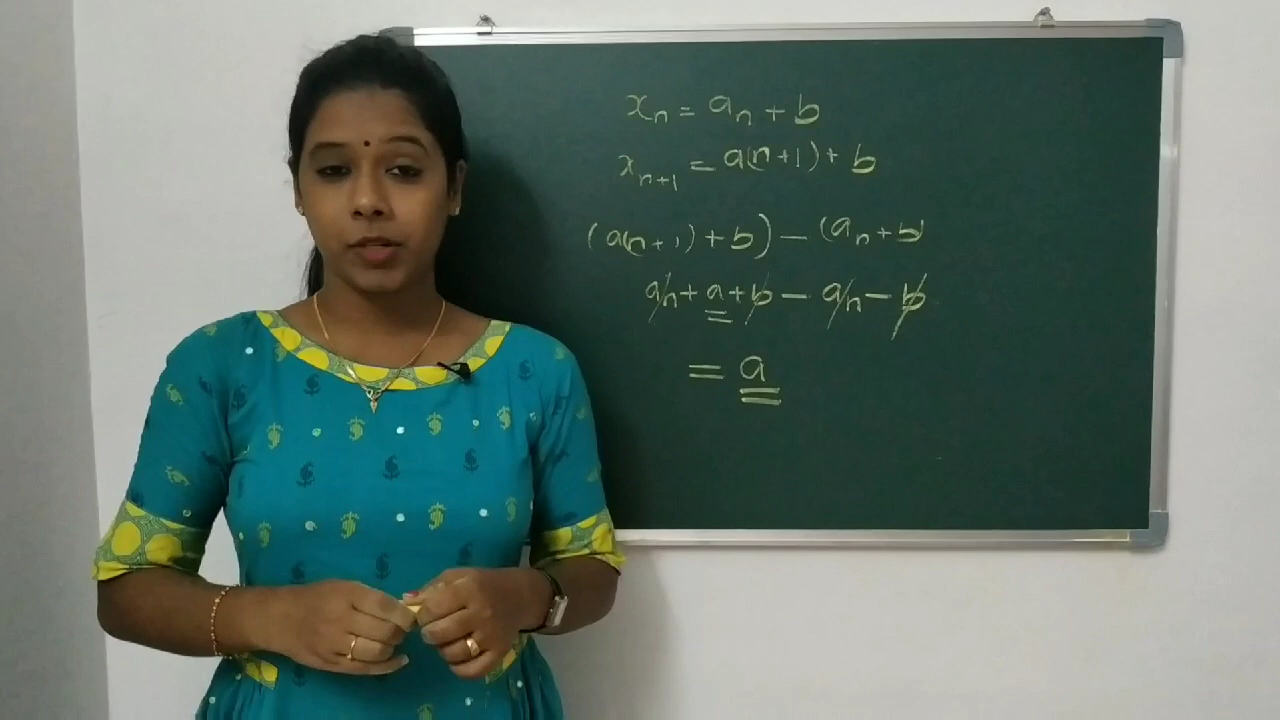 xₙ = aₙ + b
xₙ₊₁ = a(n+1) + b
(a(n+1) + b) − (aₙ + b)
an + a + b − an − b
= a